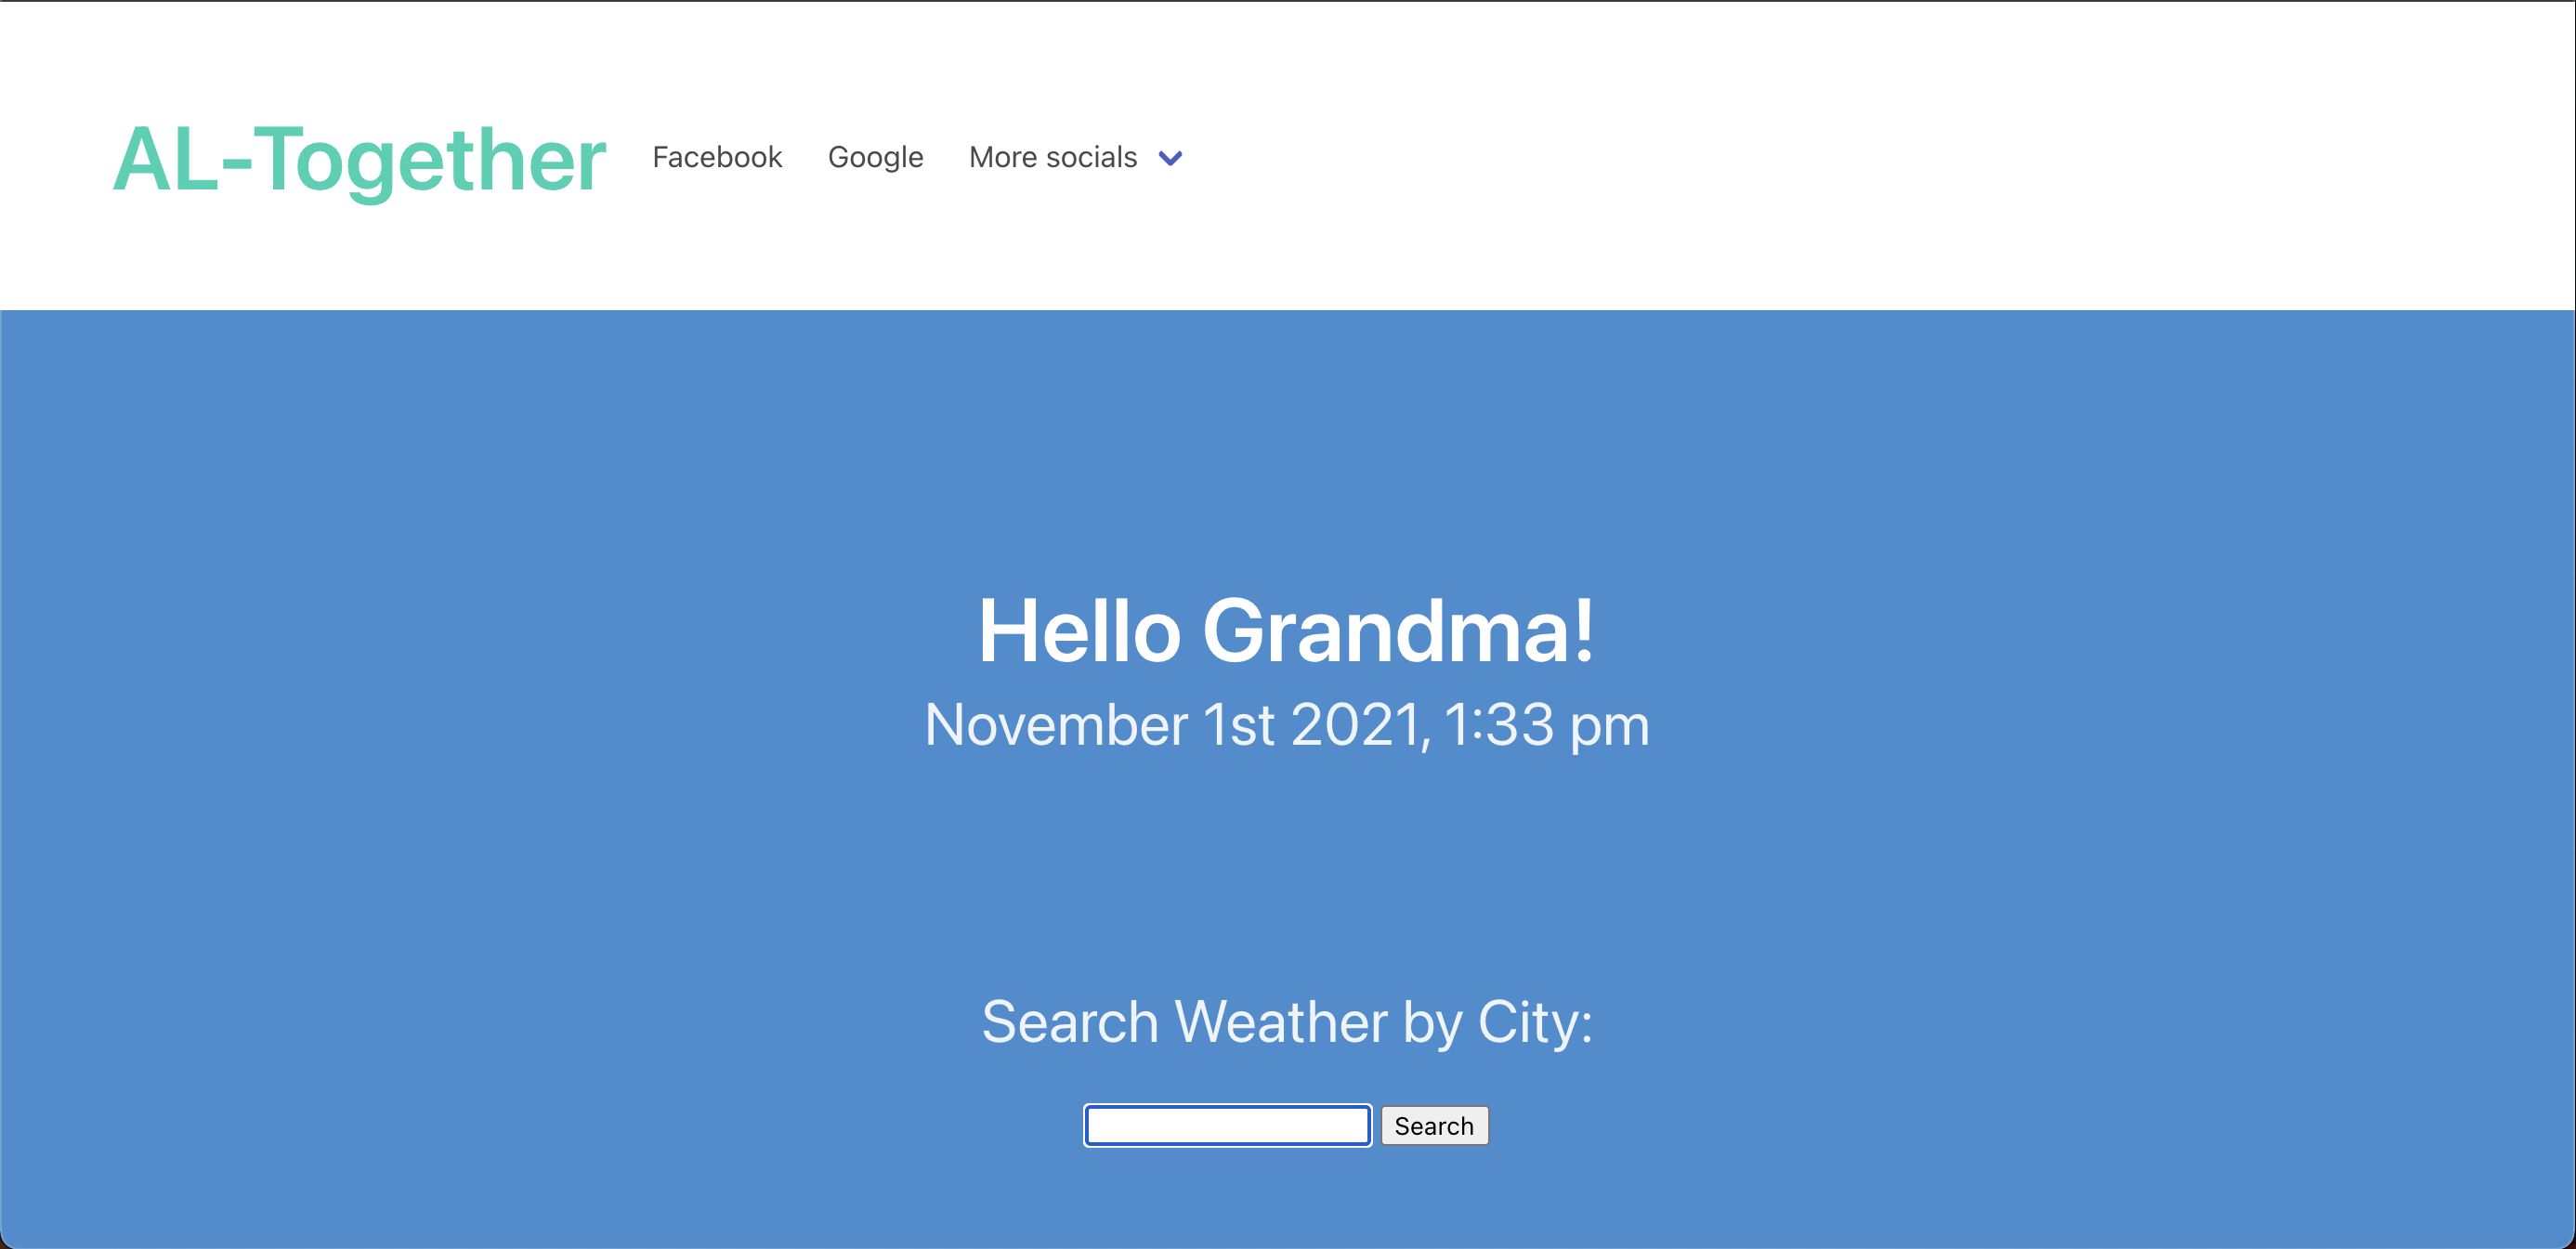 AL-Together Facebook Google More socials
Hello Grandma!
November 1st 2021, 1:33 pm
Search Weather by City:
Search